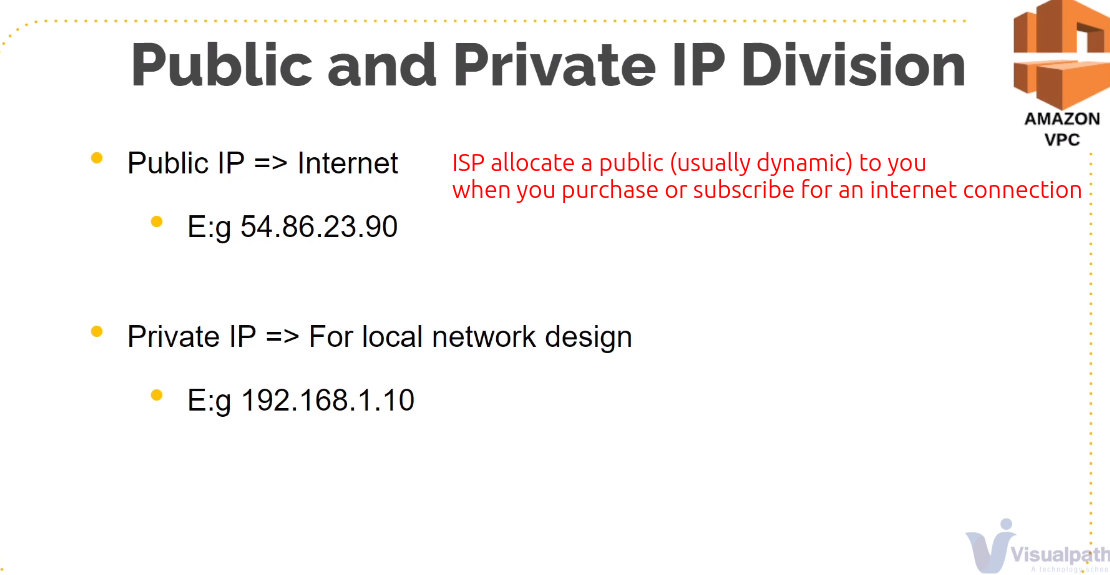 Public and Private IP Division
AMAZON
VPC
Public IP => Internet
ISP allocate a public (usually dynamic) to you
when you purchase or subscribe for an internet connection
E:g 54.86.23.90
Private IP => For local network design
E:g 192.168.1.10
Visualpath
A technology schoo